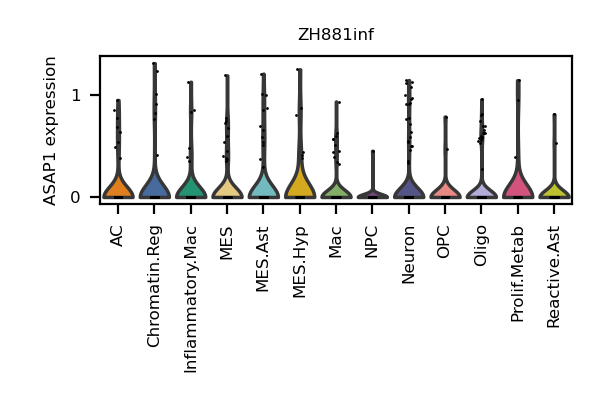 ZH881inf
ASAP1 expression
1
0
AC
Chromatin.Reg
Inflammatory.Mac
MES
MES.Ast
MES.Hyp
Mac
NPC
Neuron
OPC
Oligo
Prolif.Metab
Reactive.Ast